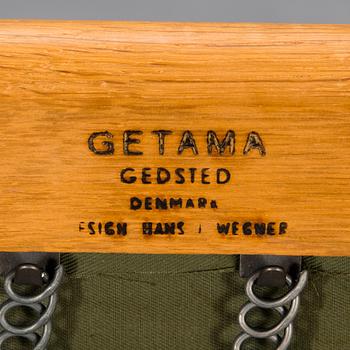 GETAMA
GEDSTED
DENMARK
ESIGN HANS J WEGNER